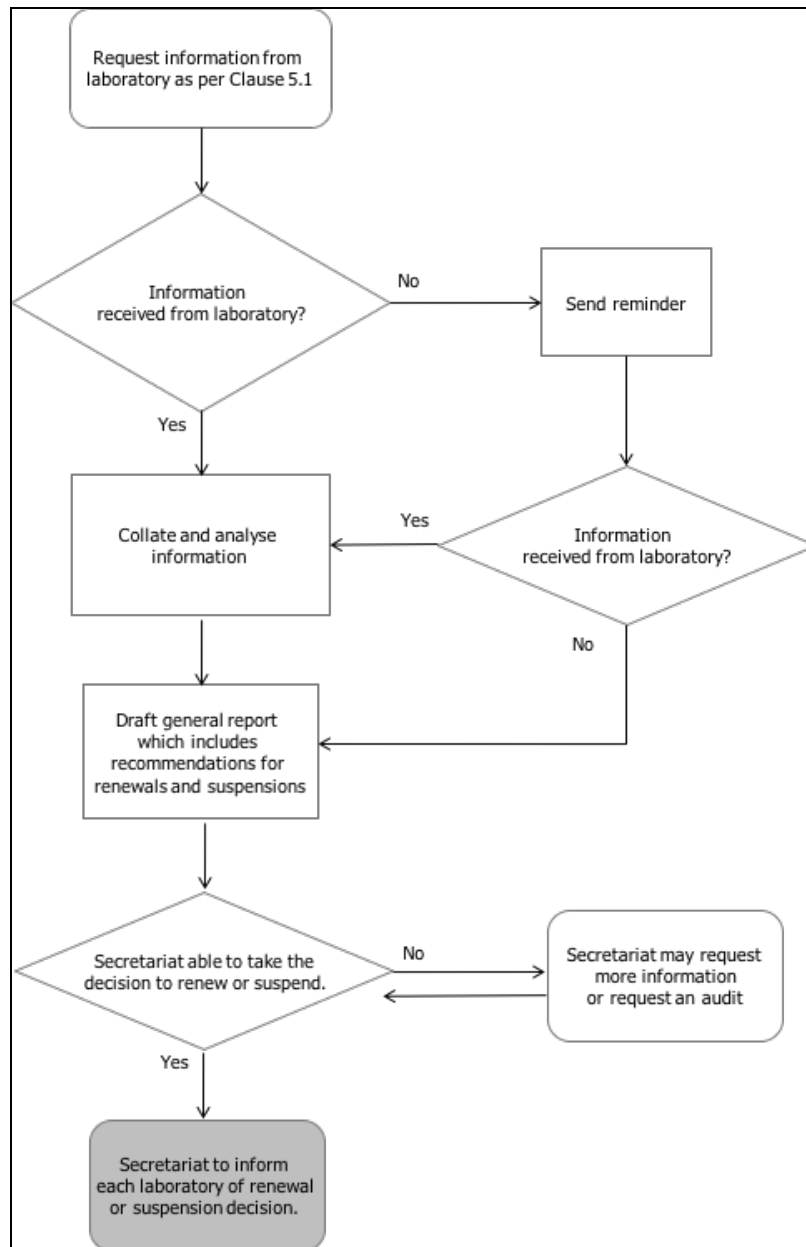 Request information from
laboratory as per Clause 5.1
Information
received from laboratory?
No
Send reminder
Yes
Collate and analyse
information
Yes
Information
received from laboratory?
No
Draft general report
which includes
recommendations for
renewals and suspensions
Secretariat able to take the
decision to renew or suspend.
No
Secretariat may request
more information
or request an audit
Yes
Secretariat to inform
each laboratory of renewal
or suspension decision.